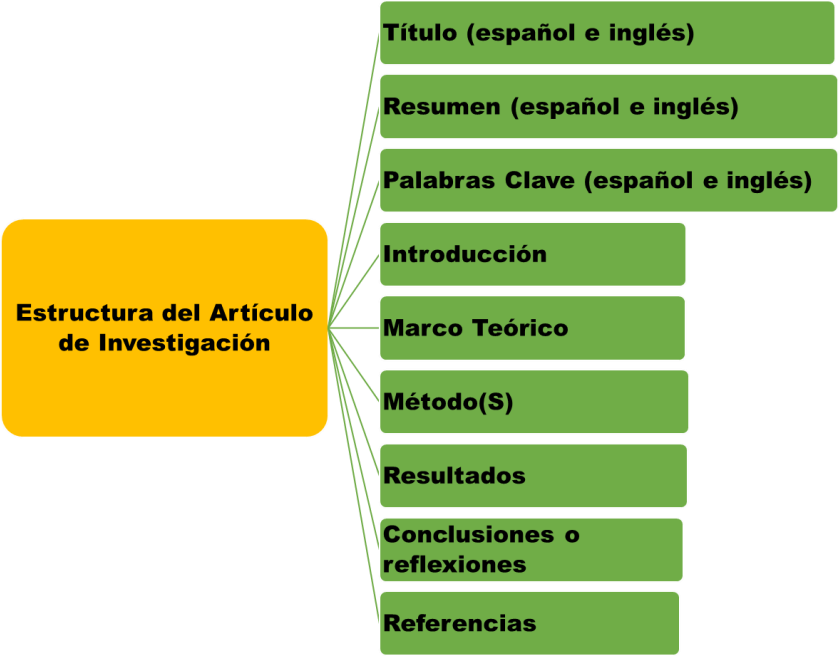 Título (español e inglés)
Resumen (español e inglés)
Palabras Clave (español e inglés)
Introducción
Estructura del Artículo
de Investigación
Marco Teórico
Método(S)
Resultados
Conclusiones o
reflexiones
Referencias